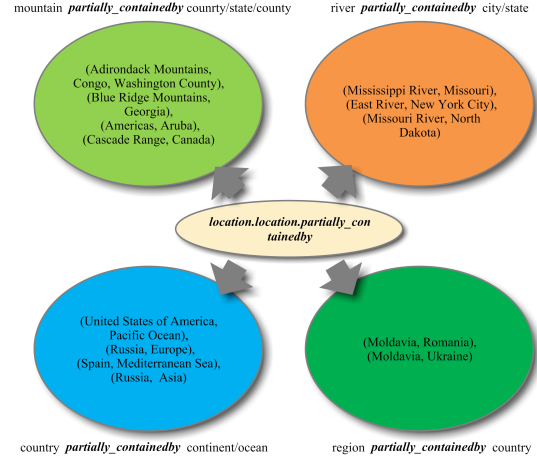 mountain partially_containedby counrty/state/county
river partially_containedby city/state
(Adirondack Mountains,
Congo, Washington County),
(Blue Ridge Mountains,
Georgia),
(Americas, Aruba),
(Cascade Range, Canada)
(Mississippi River, Missouri),
(East River, New York City),
(Missouri River, North
Dakota)
location.location.partially_con
tainedby
(United States of America,
Pacific Ocean),
(Russia, Europe),
(Spain, Mediterranean Sea),
(Russia, Asia)
(Moldavia, Romania),
(Moldavia, Ukraine)
country partially_containedby continent/ocean
region partially_containedby country